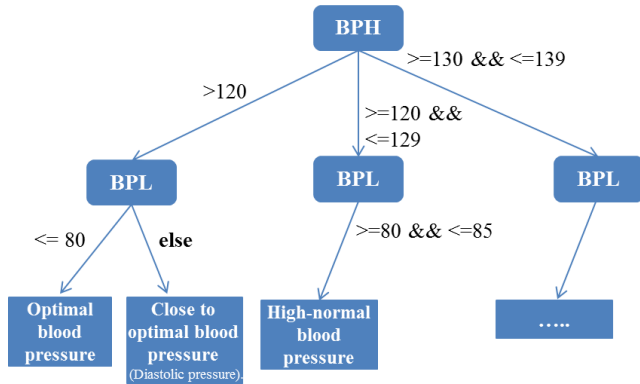 BPH
>=130 && <=139
>120
>=120 &&
<=129
BPL
BPL
BPL
<= 80
else
>=80 && <=85
Optimal
blood
pressure
Close to
optimal blood
pressure
(Diastolic pressure).
High-normal
blood
pressure
…..